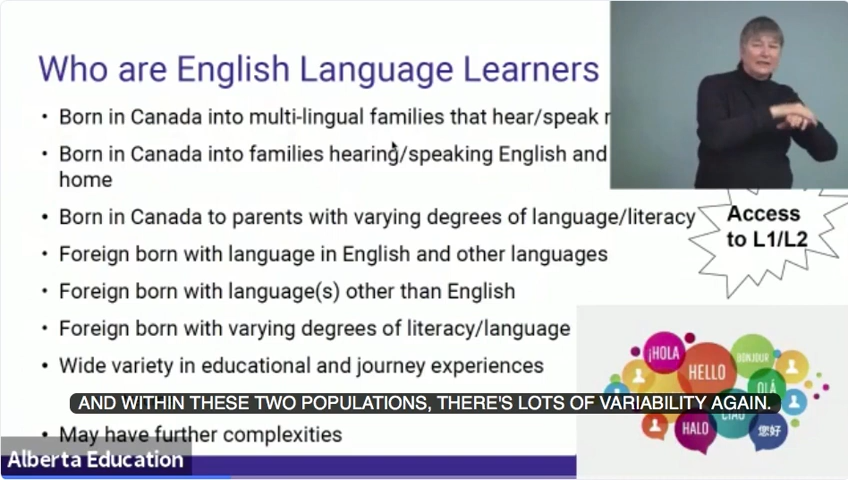 Who are English Language Learners
• Born in Canada into multi-lingual families that hear/speak
• Born in Canada into families hearing/speaking English and
home
• Born in Canada to parents with varying degrees of language/literacy
Access
to L1/L2
• Foreign born with language in English and other languages
• Foreign born with language(s) other than English
• Foreign born with varying degrees of literacy/language
• Wide variety in educational and journey experiences
AND WITHIN THESE TWO POPULATIONS, THERE'S LOTS OF VARIABILITY AGAIN.
• May have further complexities
Alberta Education
¡HOLA
HELLO
BONJOUR
OLÁ
CIAO
HALO
您好